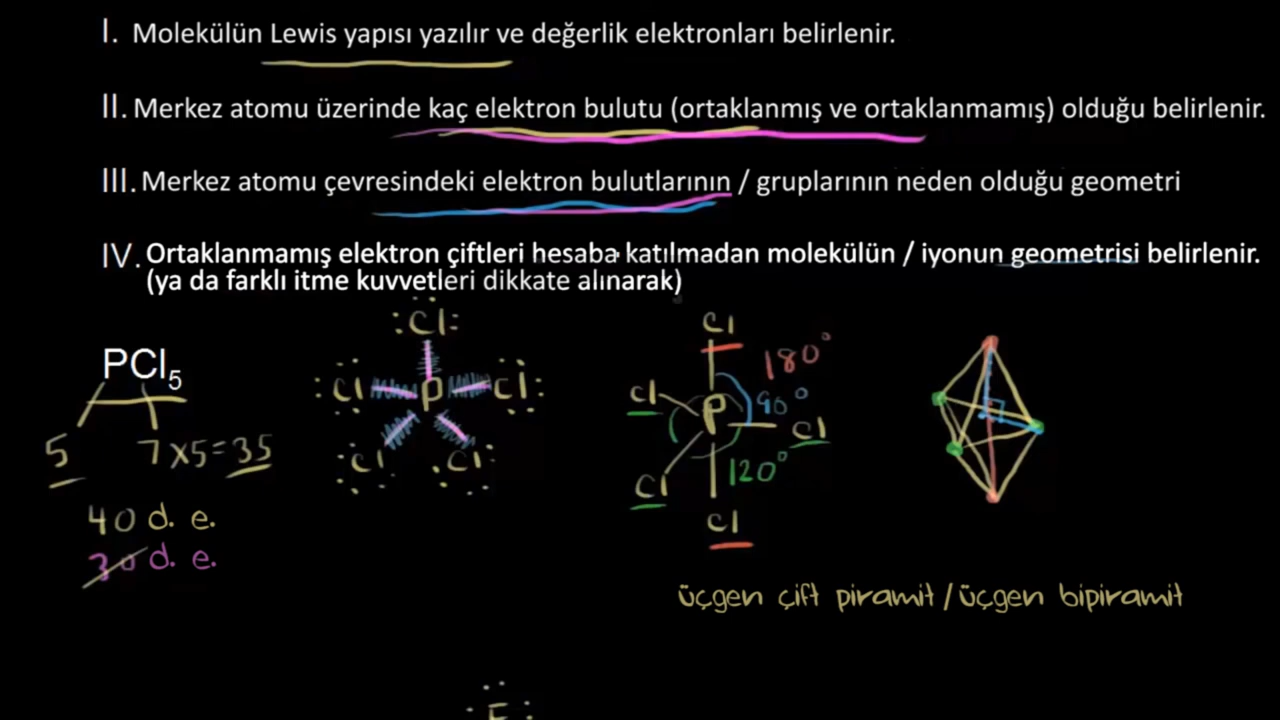 I. Molekülün Lewis yapısı yazılır ve değerlik elektronları belirlenir.
II. Merkez atomu üzerinde kaç elektron bulutu (ortaklanmış ve ortaklanmamış) olduğu belirlenir.
III. Merkez atomu çevresindeki elektron bulutlarının / gruplarının neden olduğu geometri
IV. Ortaklanmamış elektron çiftleri hesaba katılmadan molekülün / iyonun geometrisi belirlenir.
(ya da farklı itme kuvvetleri dikkate alınarak)
PCl₅
5 7x5=35
40 d. e.
30 d. e.
:Cl:
:Cl P Cl:
:Cl .Cl:
Cl
180°
Cl P 90°
Cl
Cl 120°
Cl
üçgen çift piramit / üçgen bipiramit
F